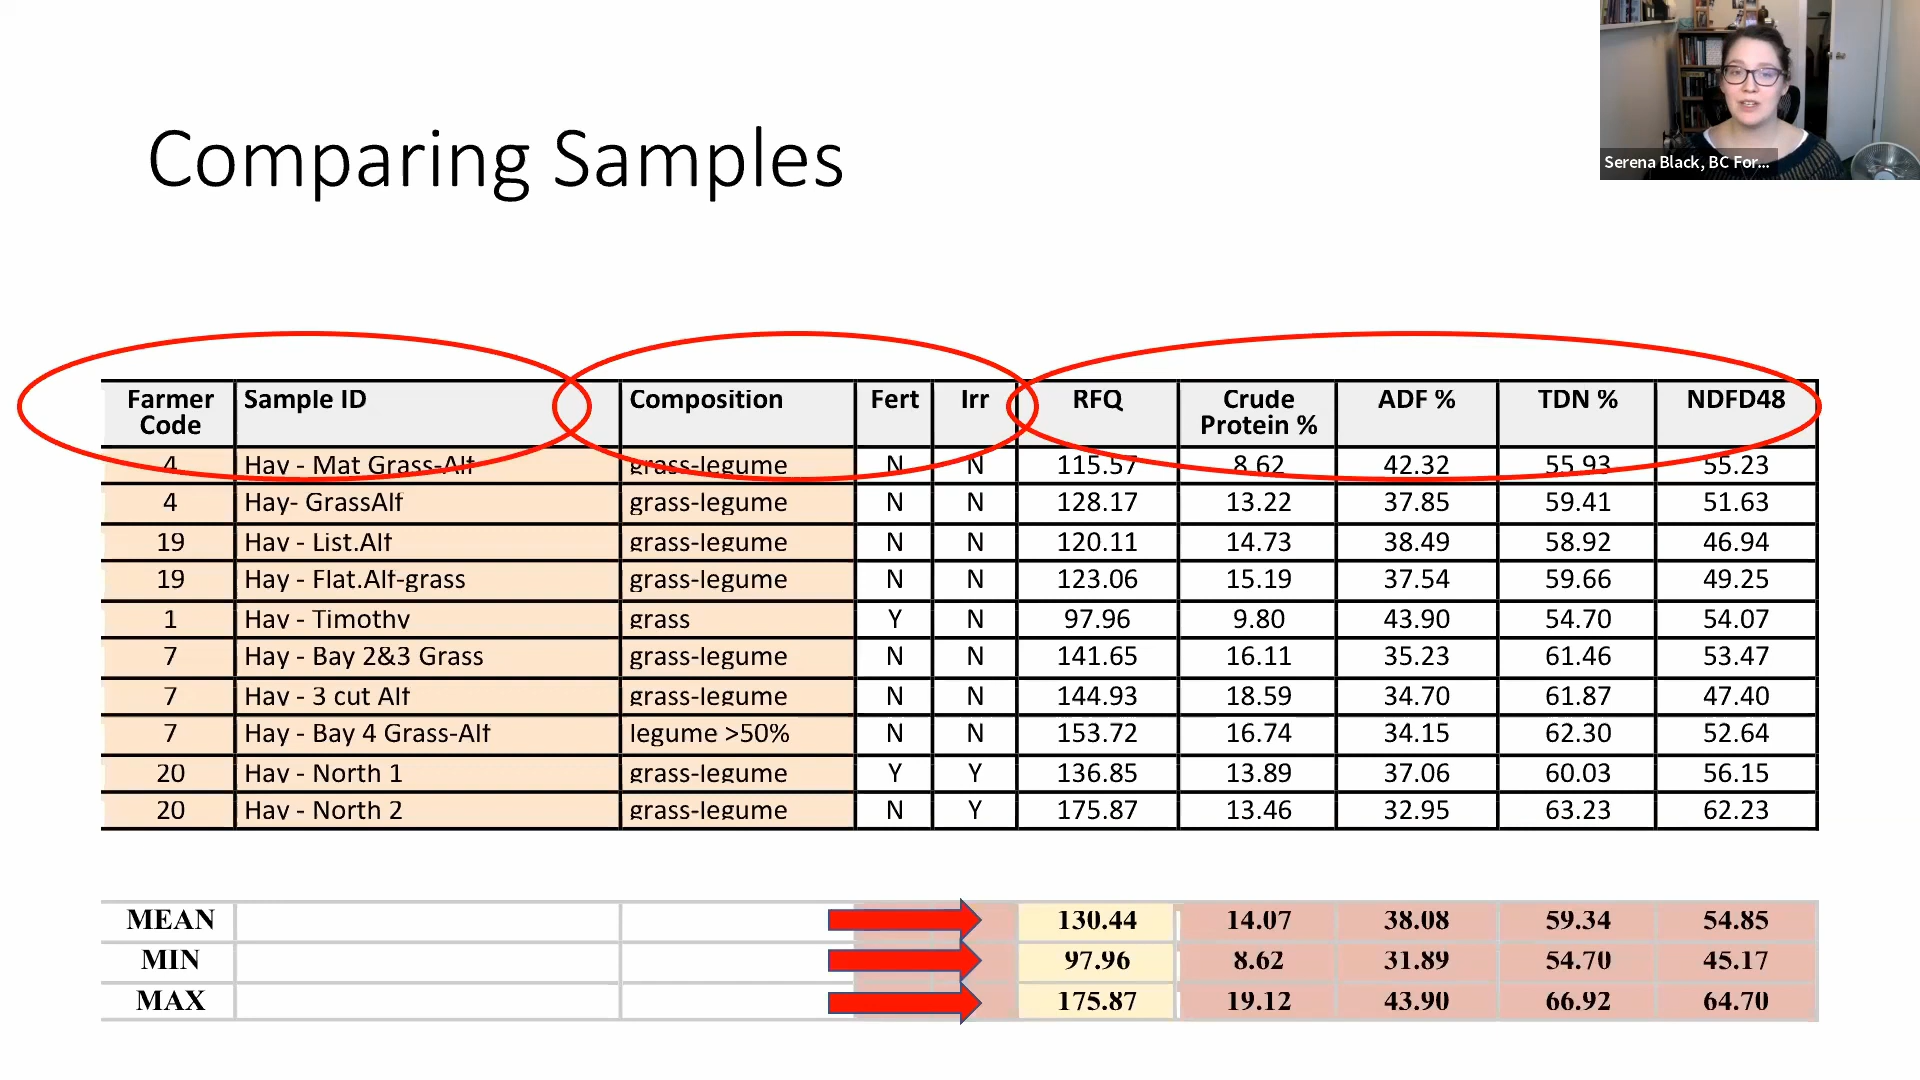 Serena Black, BC For...
Comparing Samples
Farmer Code Sample ID Composition Fert Irr RFQ Crude Protein % ADF % TDN % NDFD48
4 Hay - Mat Grass-Alf grass-legume N N 115.57 8.62 42.32 55.93 55.23
4 Hay- GrassAlf grass-legume N N 128.17 13.22 37.85 59.41 51.63
19 Hay - List.Alf grass-legume N N 120.11 14.73 38.49 58.92 46.94
19 Hay - Flat.Alf-grass grass-legume N N 123.06 15.19 37.54 59.66 49.25
1 Hay - Timothy grass Y N 97.96 9.80 43.90 54.70 54.07
7 Hay - Bay 2&3 Grass grass-legume N N 141.65 16.11 35.23 61.46 53.47
7 Hay - 3 cut Alf grass-legume N N 144.93 18.59 34.70 61.87 47.40
7 Hay - Bay 4 Grass-Alf legume >50% N N 153.72 16.74 34.15 62.30 52.64
20 Hay - North 1 grass-legume Y Y 136.85 13.89 37.06 60.03 56.15
20 Hay - North 2 grass-legume N Y 175.87 13.46 32.95 63.23 62.23
MEAN 130.44 14.07 38.08 59.34 54.85
MIN 97.96 8.62 31.89 54.70 45.17
MAX 175.87 19.12 43.90 66.92 64.70